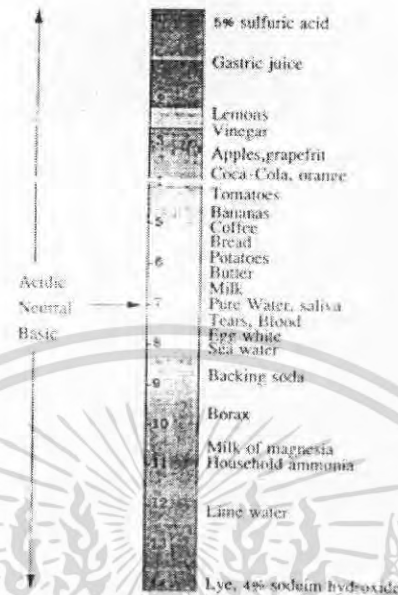 5% sulfuric acid
Gastric juice
Lemons
Vinegar
Apples,grapefrit
Coca-Cola, orange
Tomatoes
Bananas
5
Coffee
Bread
Potatoes
6
Butter
Acidic
Milk
Neutral
7
Pure Water, saliva
Tears, Blood
Basic
Egg white
8
Sea water
Backing soda
9
Borax
10
Milk of magnesia
11
Household ammonia
12
Lime water
13
14
Lye, 4% sodium hydroxide